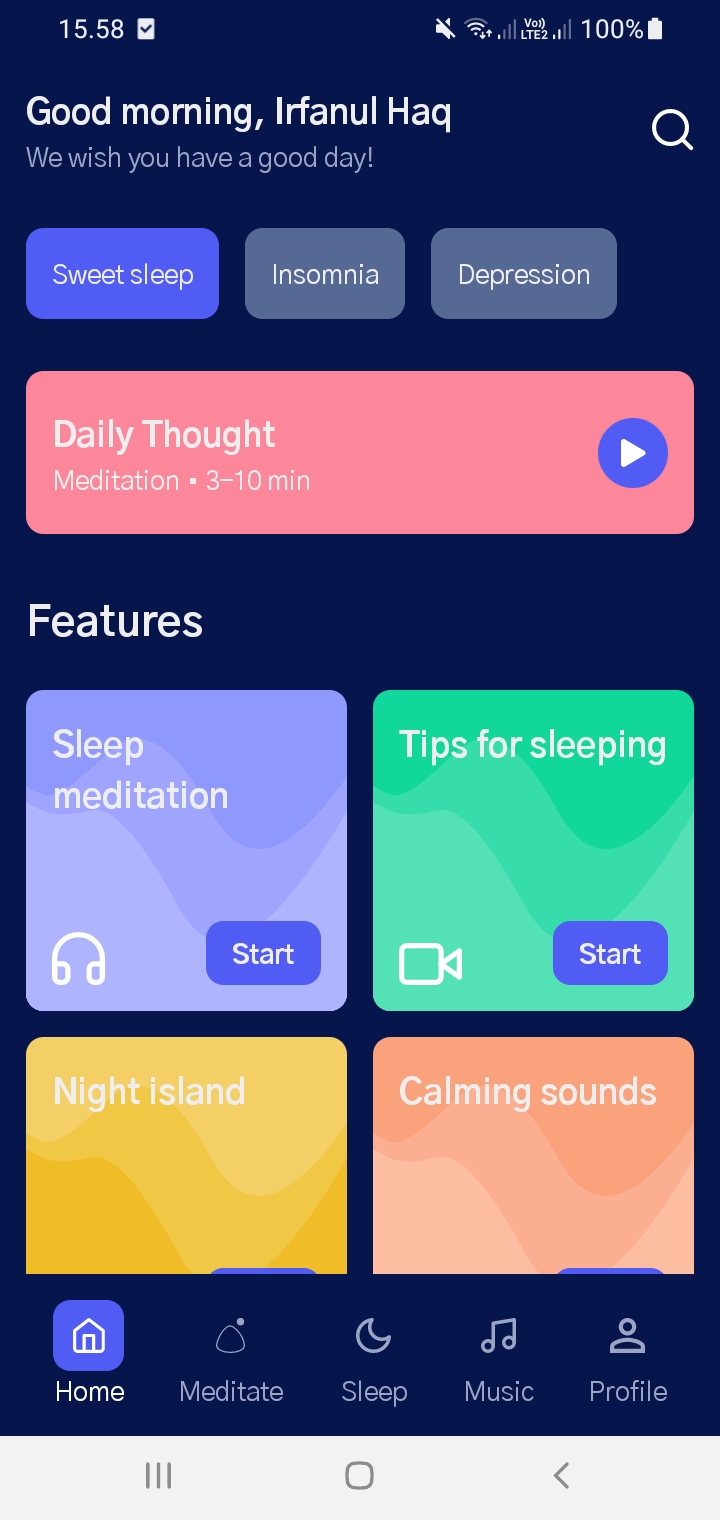 15.58
Vo))
LTE2
100%
Good morning, Irfanul Haq
We wish you have a good day!
Sweet sleep
Insomnia
Depression
Daily Thought
Meditation • 3-10 min
Features
Sleep
meditation
Start
Tips for sleeping
Start
Night island
Calming sounds
Home
Meditate
Sleep
Music
Profile